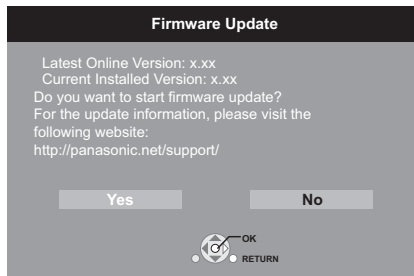 Firmware Update
Latest Online Version: x.xx
Current Installed Version: x.xx
Do you want to start firmware update?
For the update information, please visit the
following website:
http://panasonic.net/support/
Yes
No
OK
RETURN